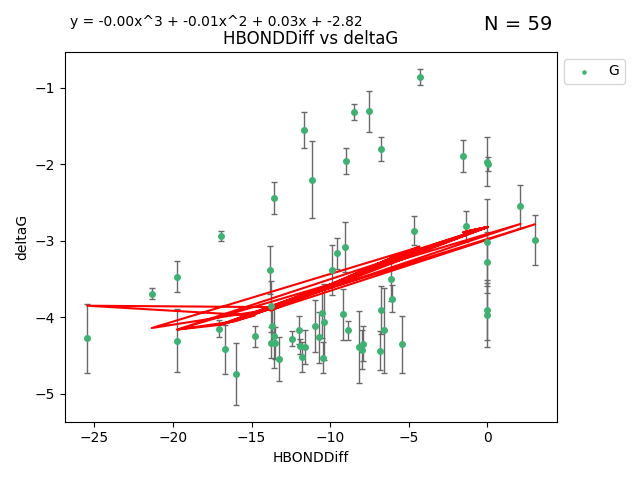 y = -0.00x^3 + -0.01x^2 + 0.03x + -2.82
N = 59
HBONDDiff vs deltaG
G
−1
−2
−3
−4
−5
deltaG
−25 −20 −15 −10 −5 0
HBONDDiff